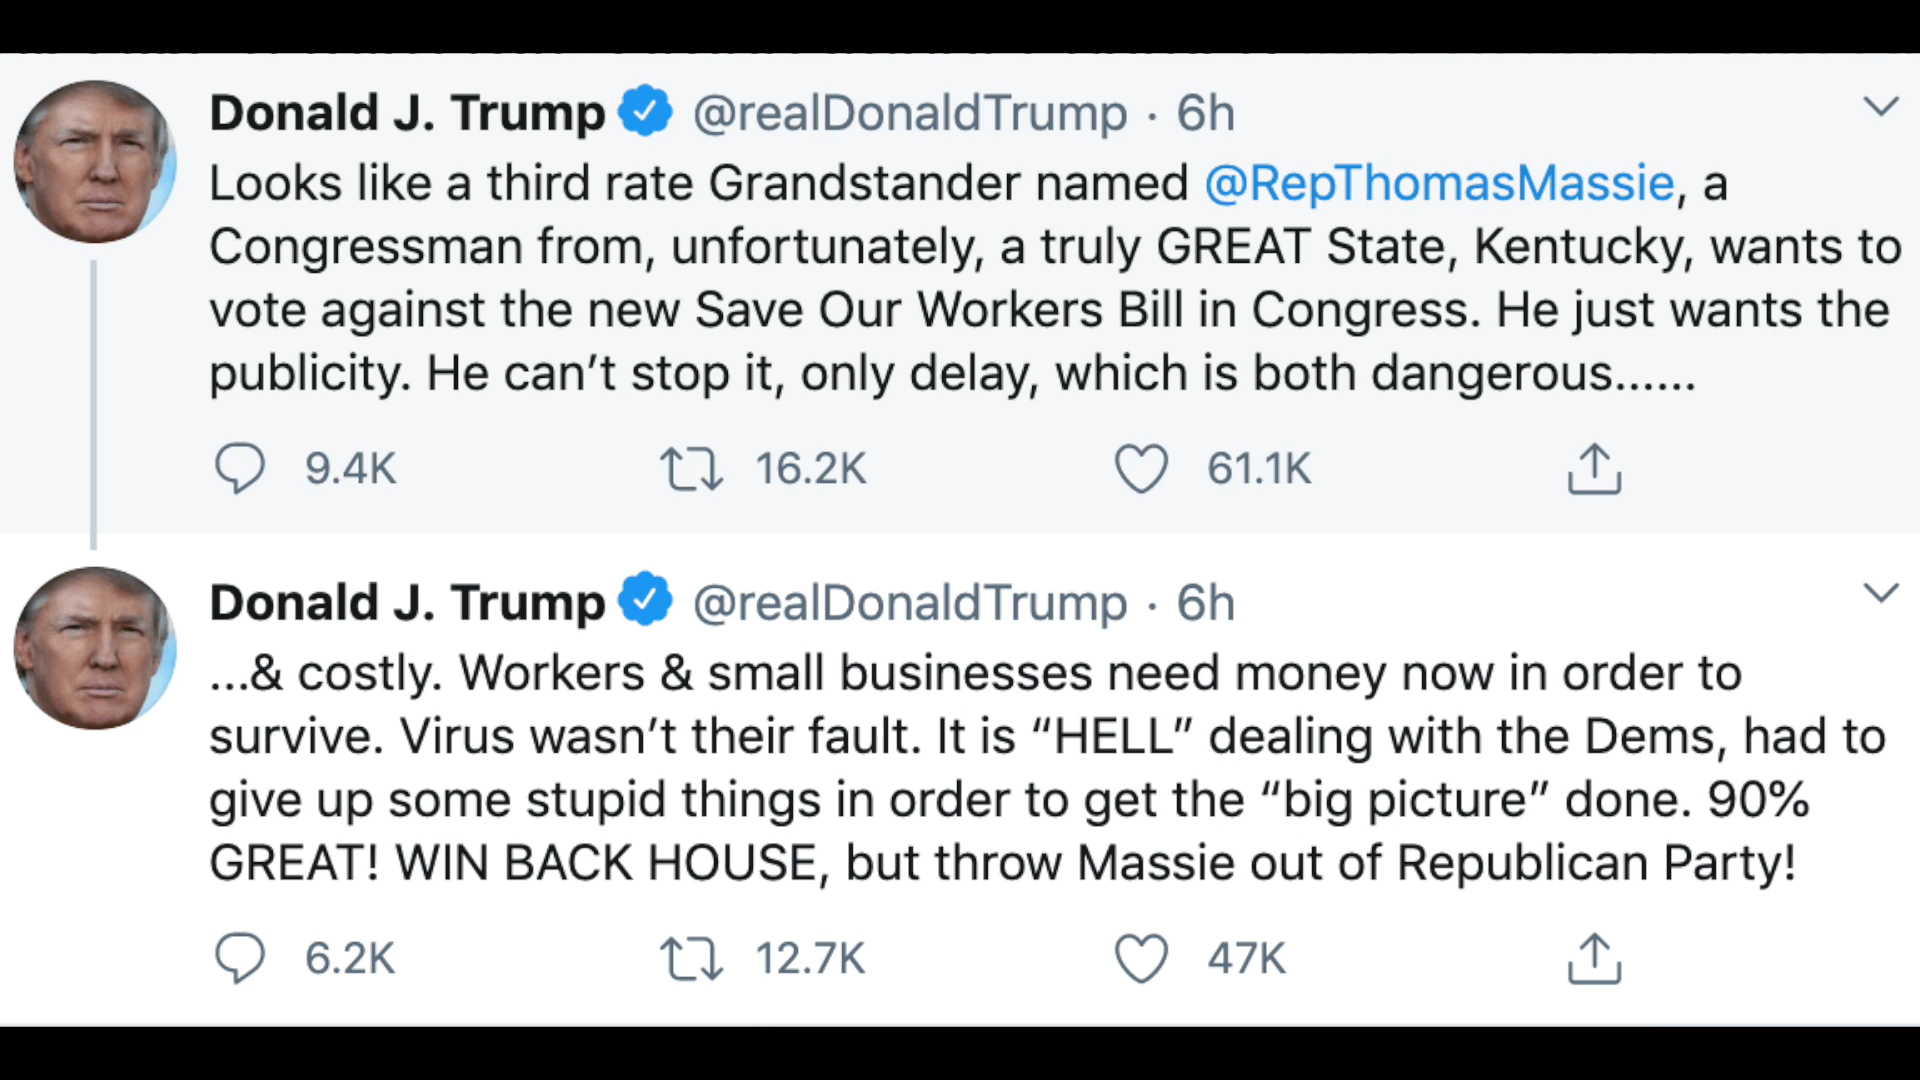 Donald J. Trump @realDonaldTrump · 6h
Looks like a third rate Grandstander named @RepThomasMassie, a
Congressman from, unfortunately, a truly GREAT State, Kentucky, wants to
vote against the new Save Our Workers Bill in Congress. He just wants the
publicity. He can’t stop it, only delay, which is both dangerous......
9.4K 16.2K 61.1K
Donald J. Trump @realDonaldTrump · 6h
...& costly. Workers & small businesses need money now in order to
survive. Virus wasn’t their fault. It is “HELL” dealing with the Dems, had to
give up some stupid things in order to get the “big picture” done. 90%
GREAT! WIN BACK HOUSE, but throw Massie out of Republican Party!
6.2K 12.7K 47K